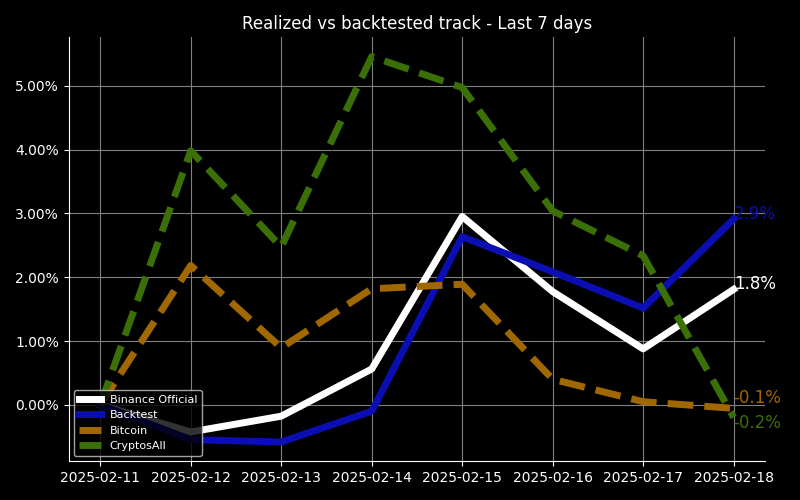 Realized vs backtested track - Last 7 days
5.00%
4.00%
3.00%
2.00%
1.00%
0.00%
2.9%
1.8%
-0.1%
-0.2%
Binance Official
Backtest
Bitcoin
CryptosAll
2025-02-11 2025-02-12 2025-02-13 2025-02-14 2025-02-15 2025-02-16 2025-02-17 2025-02-18